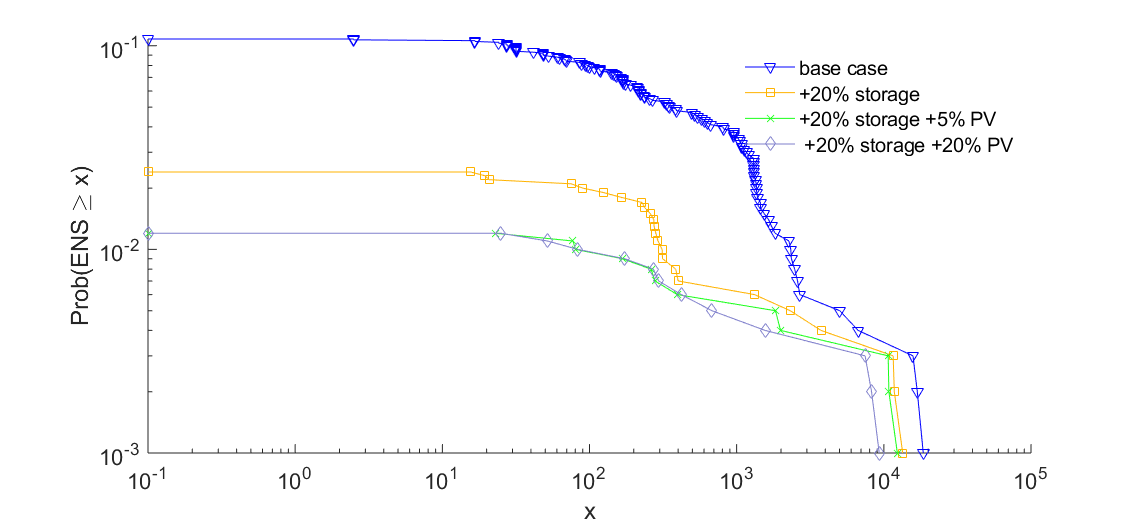 10^-1
base case
+20% storage
+20% storage +5% PV
+20% storage +20% PV
Prob(ENS ≥ x)
10^-2
10^-3
10^-1 10^0 10^1 10^2 10^3 10^4 10^5
x